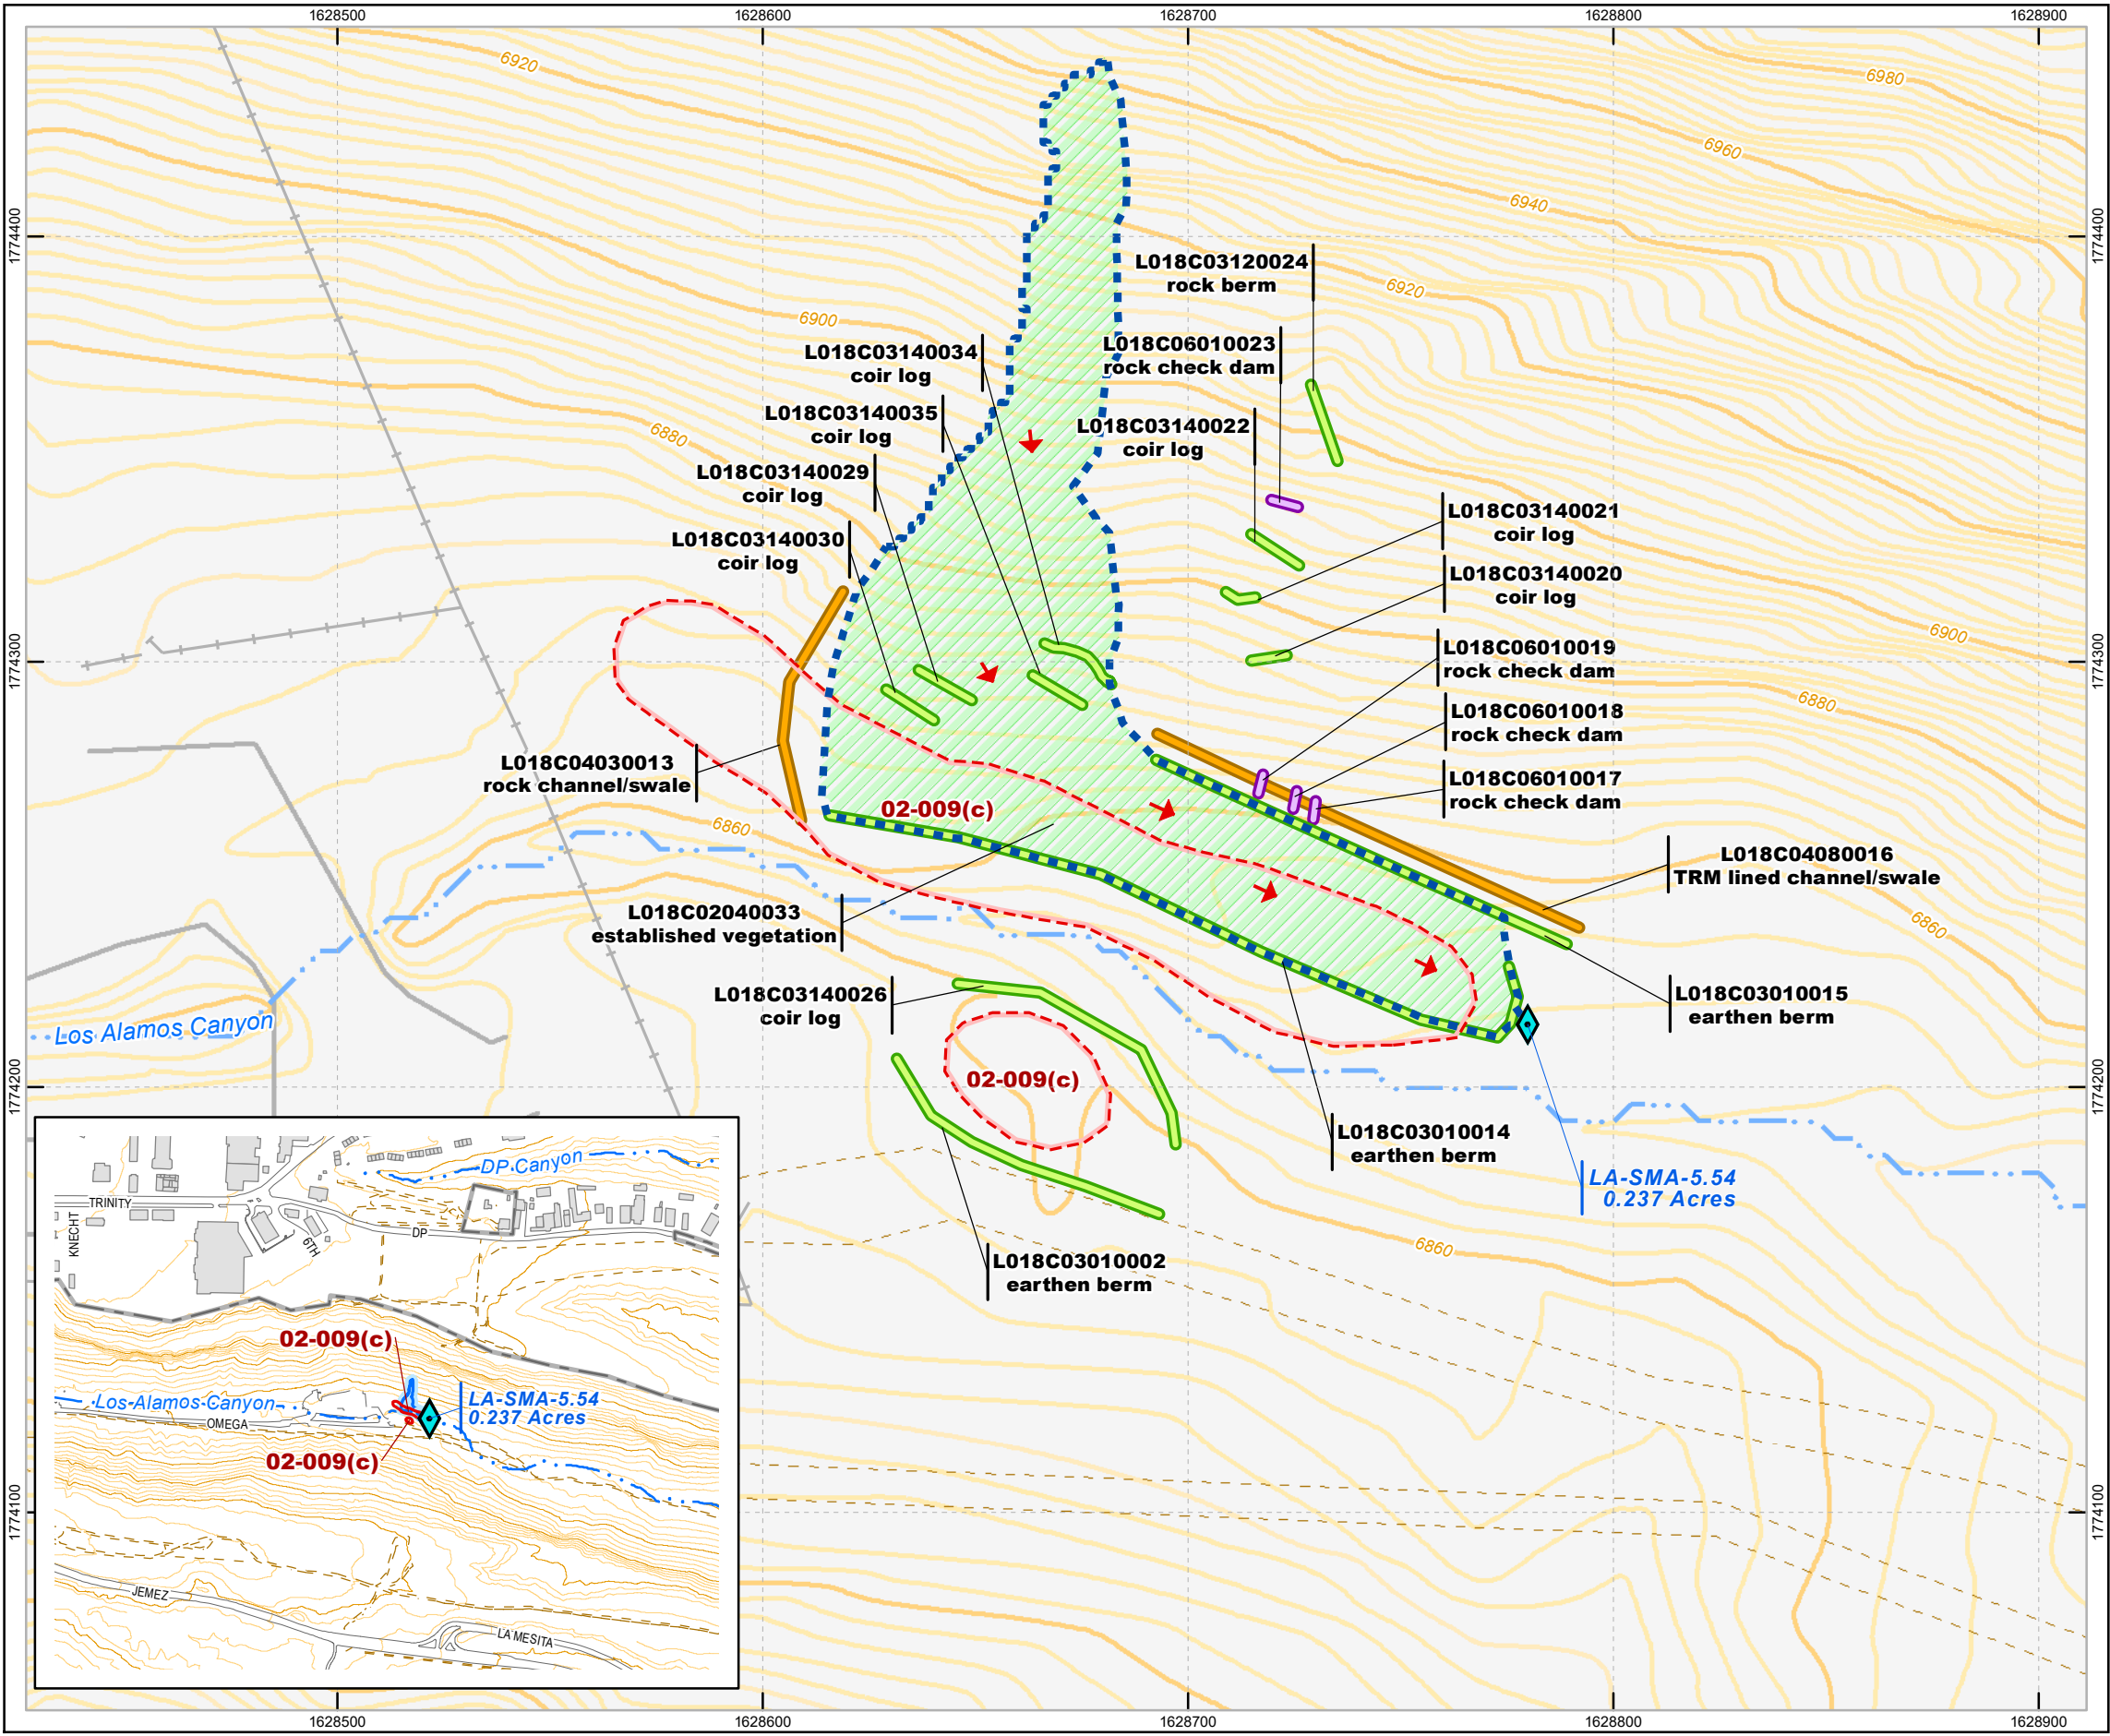 1628500
1628600
1628700
1628800
1628900
6920
6980
6960
6940
1774400
1774400
L018C03120024
rock berm
6920
6900
L018C03140034
coir log
L018C06010023
rock check dam
L018C03140035
coir log
L018C03140022
coir log
6880
L018C03140029
coir log
L018C03140021
coir log
L018C03140030
coir log
L018C03140020
coir log
6900
1774300
1774300
L018C06010019
rock check dam
6880
L018C06010018
rock check dam
L018C04030013
rock channel/swale
L018C06010017
rock check dam
02-009(c)
6860
L018C04080016
TRM lined channel/swale
L018C02040033
established vegetation
6860
L018C03140026
coir log
L018C03010015
earthen berm
Los Alamos Canyon
02-009(c)
1774200
1774200
L018C03010014
earthen berm
LA-SMA-5.54
0.237 Acres
6860
L018C03010002
earthen berm
DP Canyon
TRINITY
KNECHT
6TH
DP
02-009(c)
Los Alamos Canyon
LA-SMA-5.54
0.237 Acres
OMEGA
02-009(c)
JEMEZ
LA MESITA
1774100
1774100
1628500
1628600
1628700
1628800
1628900